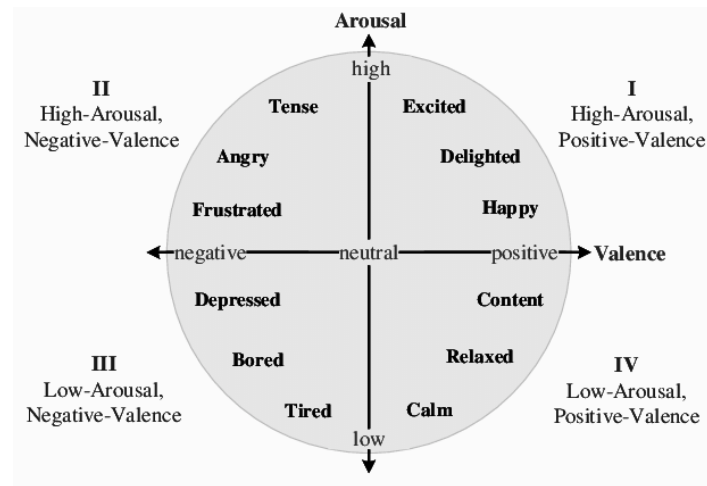 Arousal
high
II
High-Arousal,
Negative-Valence
I
High-Arousal,
Positive-Valence
Tense
Excited
Angry
Delighted
Frustrated
Happy
negative
neutral
positive
Valence
Depressed
Content
Bored
Relaxed
Tired
Calm
III
Low-Arousal,
Negative-Valence
IV
Low-Arousal,
Positive-Valence
low